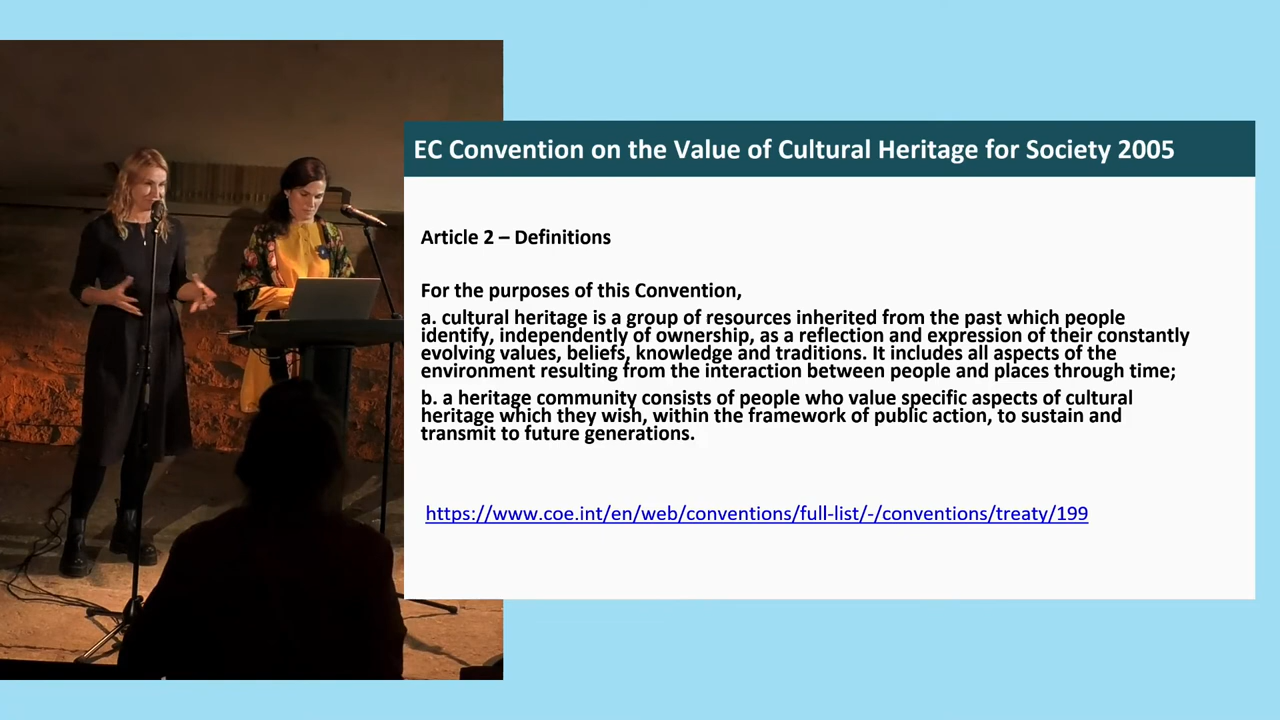 EC Convention on the Value of Cultural Heritage for Society 2005
Article 2 – Definitions
For the purposes of this Convention,
a. cultural heritage is a group of resources inherited from the past which people
identify, independently of ownership, as a reflection and expression of their constantly
evolving values, beliefs, knowledge and traditions. It includes all aspects of the
environment resulting from the interaction between people and places through time;
b. a heritage community consists of people who value specific aspects of cultural
heritage which they wish, within the framework of public action, to sustain and
transmit to future generations.
https://www.coe.int/en/web/conventions/full-list/-/conventions/treaty/199